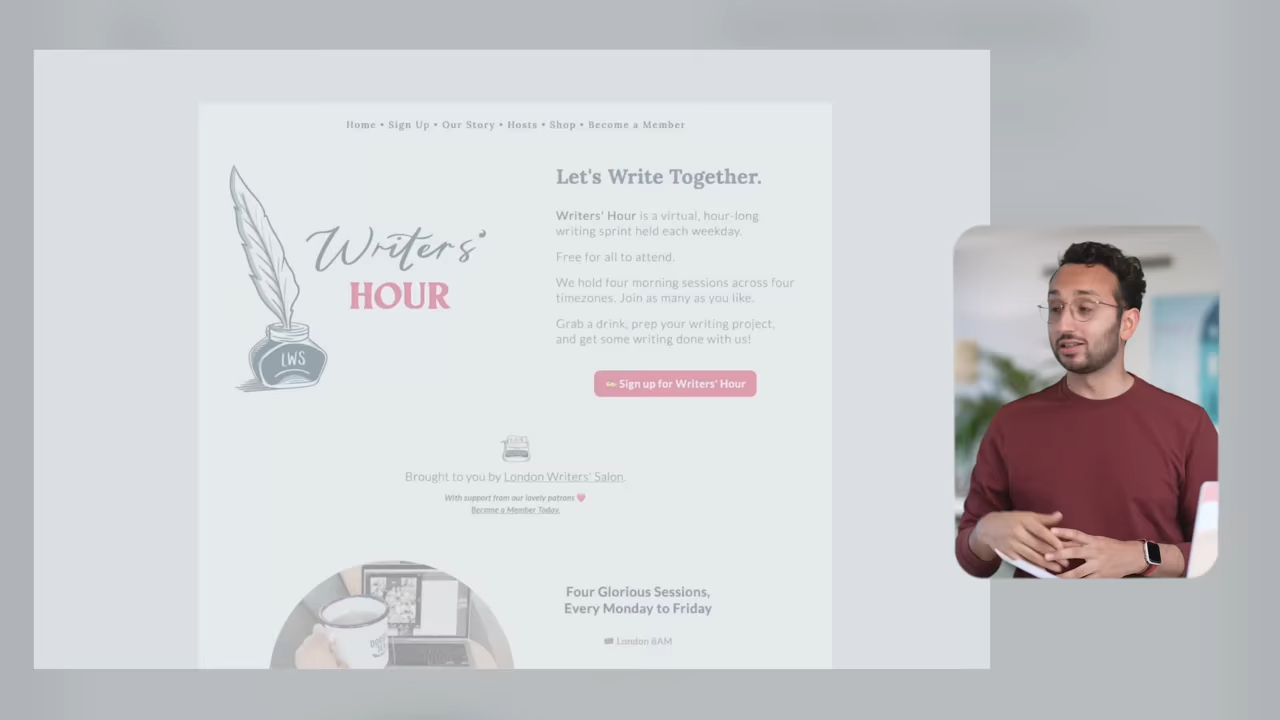 Home • Sign Up • Our Story • Hosts • Shop • Become a Member
Writers'
HOUR
LWS
Let's Write Together.
Writers' Hour is a virtual, hour-long
writing sprint held each weekday.
Free for all to attend.
We hold four morning sessions across four
timezones. Join as many as you like.
Grab a drink, prep your writing project,
and get some writing done with us!
Sign up for Writers' Hour
Brought to you by London Writers' Salon.
With support from our lovely patrons
Become a Member Today.
Four Glorious Sessions,
Every Monday to Friday
London 8AM